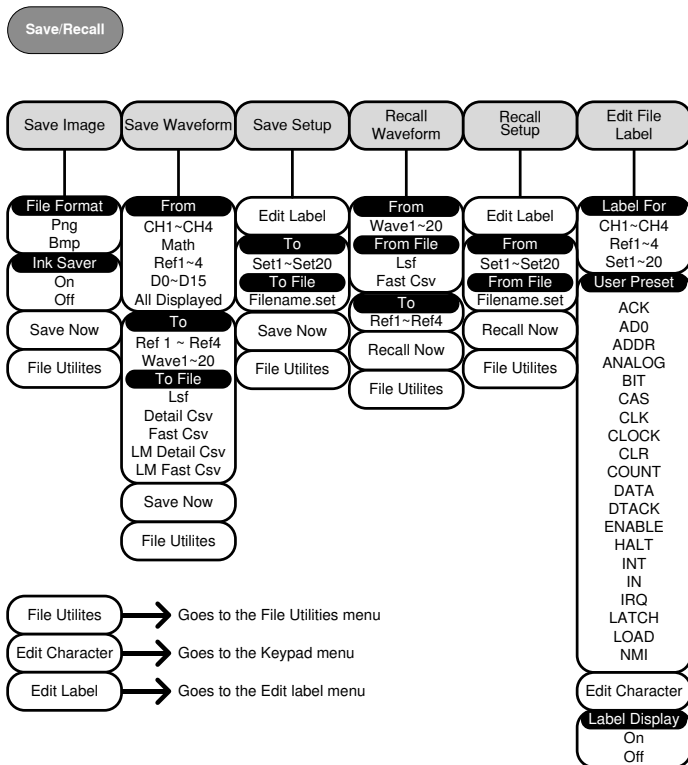 Save/Recall
Save Image
File Format
Png
Bmp
Ink Saver
On
Off
Save Now
File Utilites
Save Waveform
From
CH1~CH4
Math
Ref1~4
D0~D15
All Displayed
To
Ref 1 ~ Ref4
Wave1~20
To File
Lsf
Detail Csv
Fast Csv
LM Detail Csv
LM Fast Csv
Save Now
File Utilites
Save Setup
Edit Label
To
Set1~Set20
To File
Filename.set
Save Now
File Utilites
Recall
Waveform
From
Wave1~20
From File
Lsf
Fast Csv
To
Ref1~Ref4
Recall Now
File Utilites
Recall
Setup
Edit Label
From
Set1~Set20
From File
Filename.set
Recall Now
File Utilites
Edit File
Label
Label For
CH1~CH4
Ref1~4
Set1~20
User Preset
ACK
AD0
ADDR
ANALOG
BIT
CAS
CLK
CLOCK
CLR
COUNT
DATA
DTACK
ENABLE
HALT
INT
IN
IRQ
LATCH
LOAD
NMI
Edit Character
Label Display
On
Off
File Utilites
Goes to the File Utilities menu
Edit Character
Goes to the Keypad menu
Edit Label
Goes to the Edit label menu